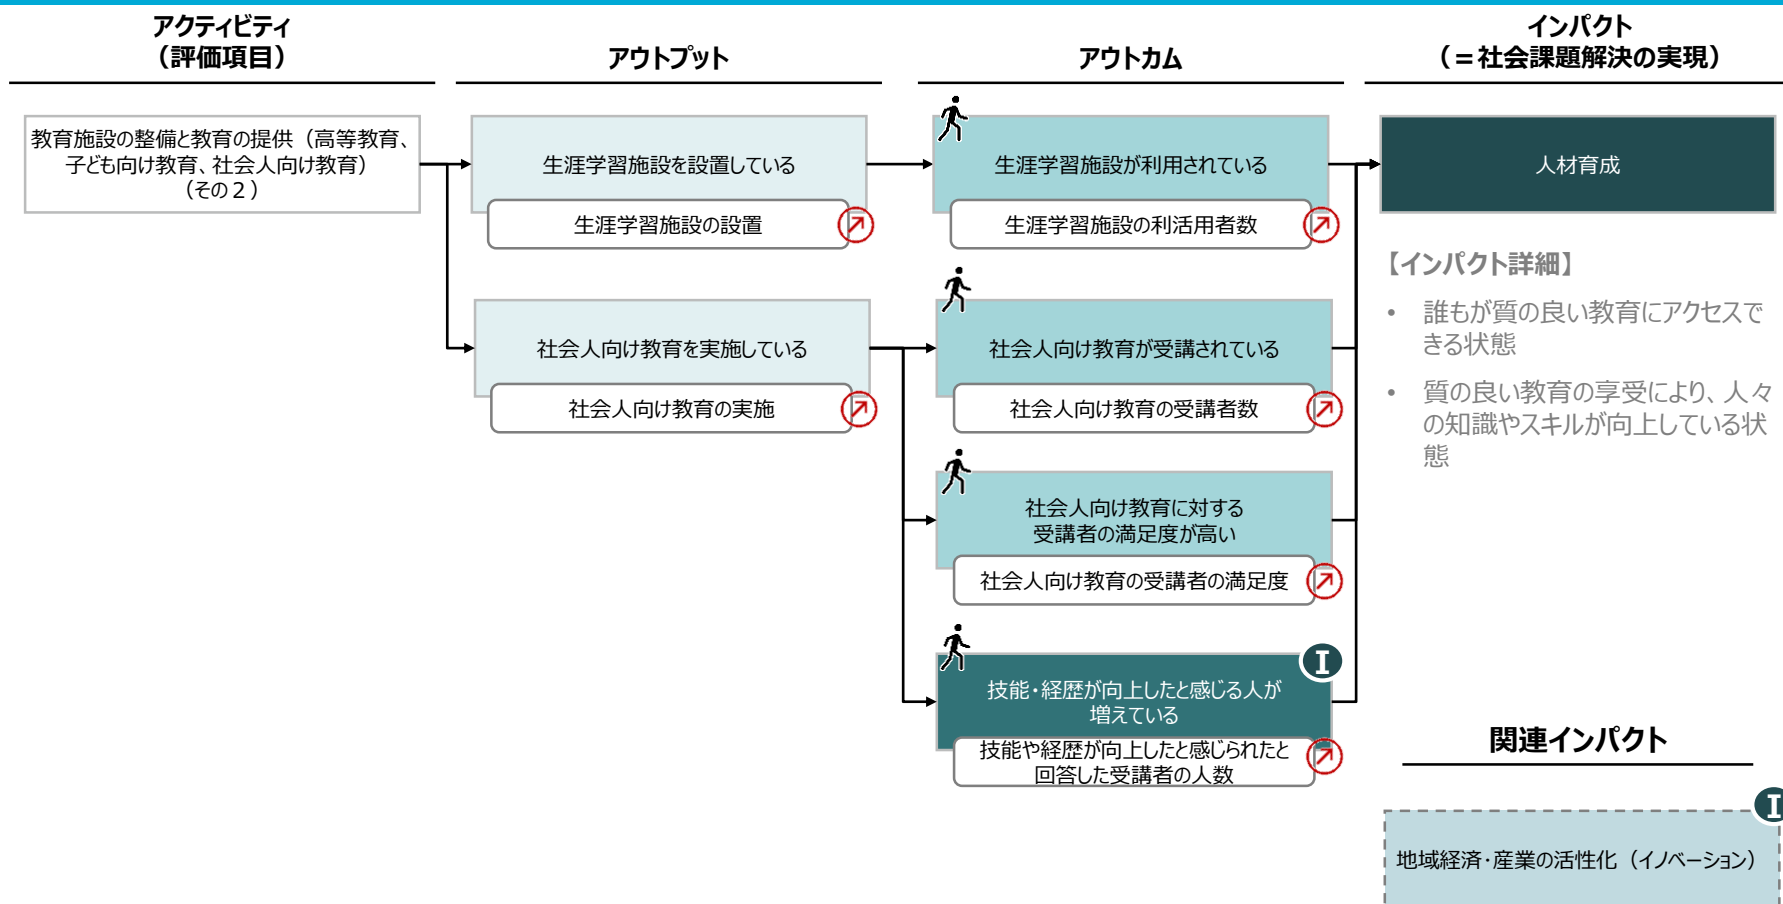 アクティビティ
（評価項目）
アウトプット
アウトカム
インパクト
（＝社会課題解決の実現）
教育施設の整備と教育の提供（高等教育、
子ども向け教育、社会人向け教育）
（その２）
生涯学習施設を設置している
生涯学習施設の設置
生涯学習施設が利用されている
生涯学習施設の利活用者数
人材育成
社会人向け教育を実施している
社会人向け教育の実施
社会人向け教育が受講されている
社会人向け教育の受講者数
社会人向け教育に対する
受講者の満足度が高い
社会人向け教育の受講者の満足度
I
技能・経歴が向上したと感じる人が
増えている
技能や経歴が向上したと感じられたと
回答した受講者の人数
【インパクト詳細】
• 誰もが質の良い教育にアクセスで
きる状態
• 質の良い教育の享受により、人々
の知識やスキルが向上している状
態
関連インパクト
I
地域経済・産業の活性化（イノベーション）